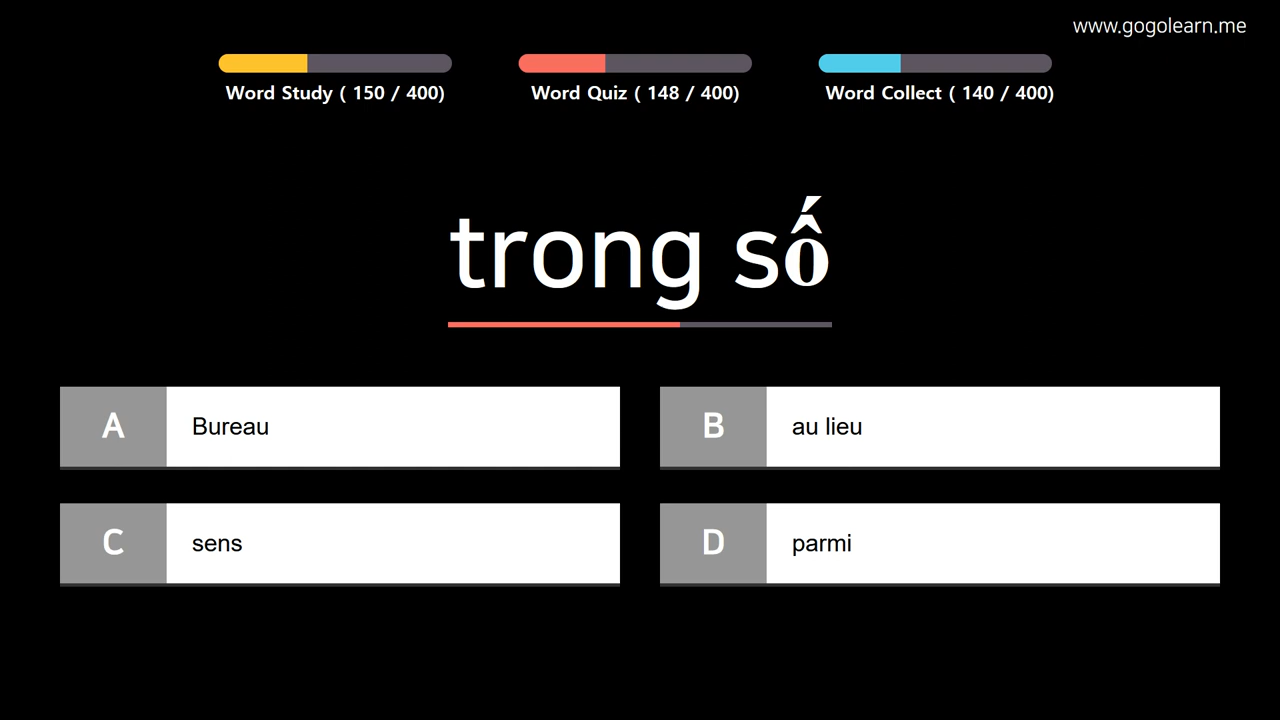 www.gogolearn.me
Word Study ( 150 / 400)
Word Quiz ( 148 / 400)
Word Collect ( 140 / 400)
trong số
A Bureau
B au lieu
C sens
D parmi